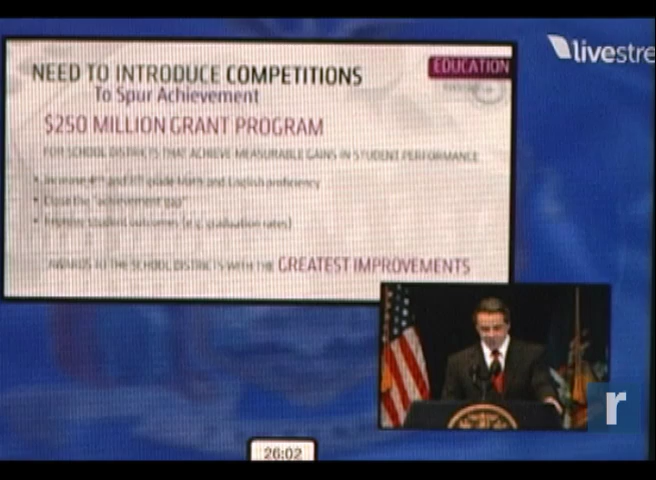 NEED TO INTRODUCE COMPETITIONS
EDUCATION
livestre
To Spur Achievement
$250 MILLION GRANT PROGRAM
FOR SCHOOL DISTRICTS THAT ACHIEVE MEASURABLE GAINS IN STUDENT PERFORMANCE
• Increase 4th and 8th grade Math and English proficiency
• Close the "achievement gap"
• Improve student outcomes (e.g. graduation rates)
AWARDS TO THE SCHOOL DISTRICTS WITH THE GREATEST IMPROVEMENTS
r
26:02